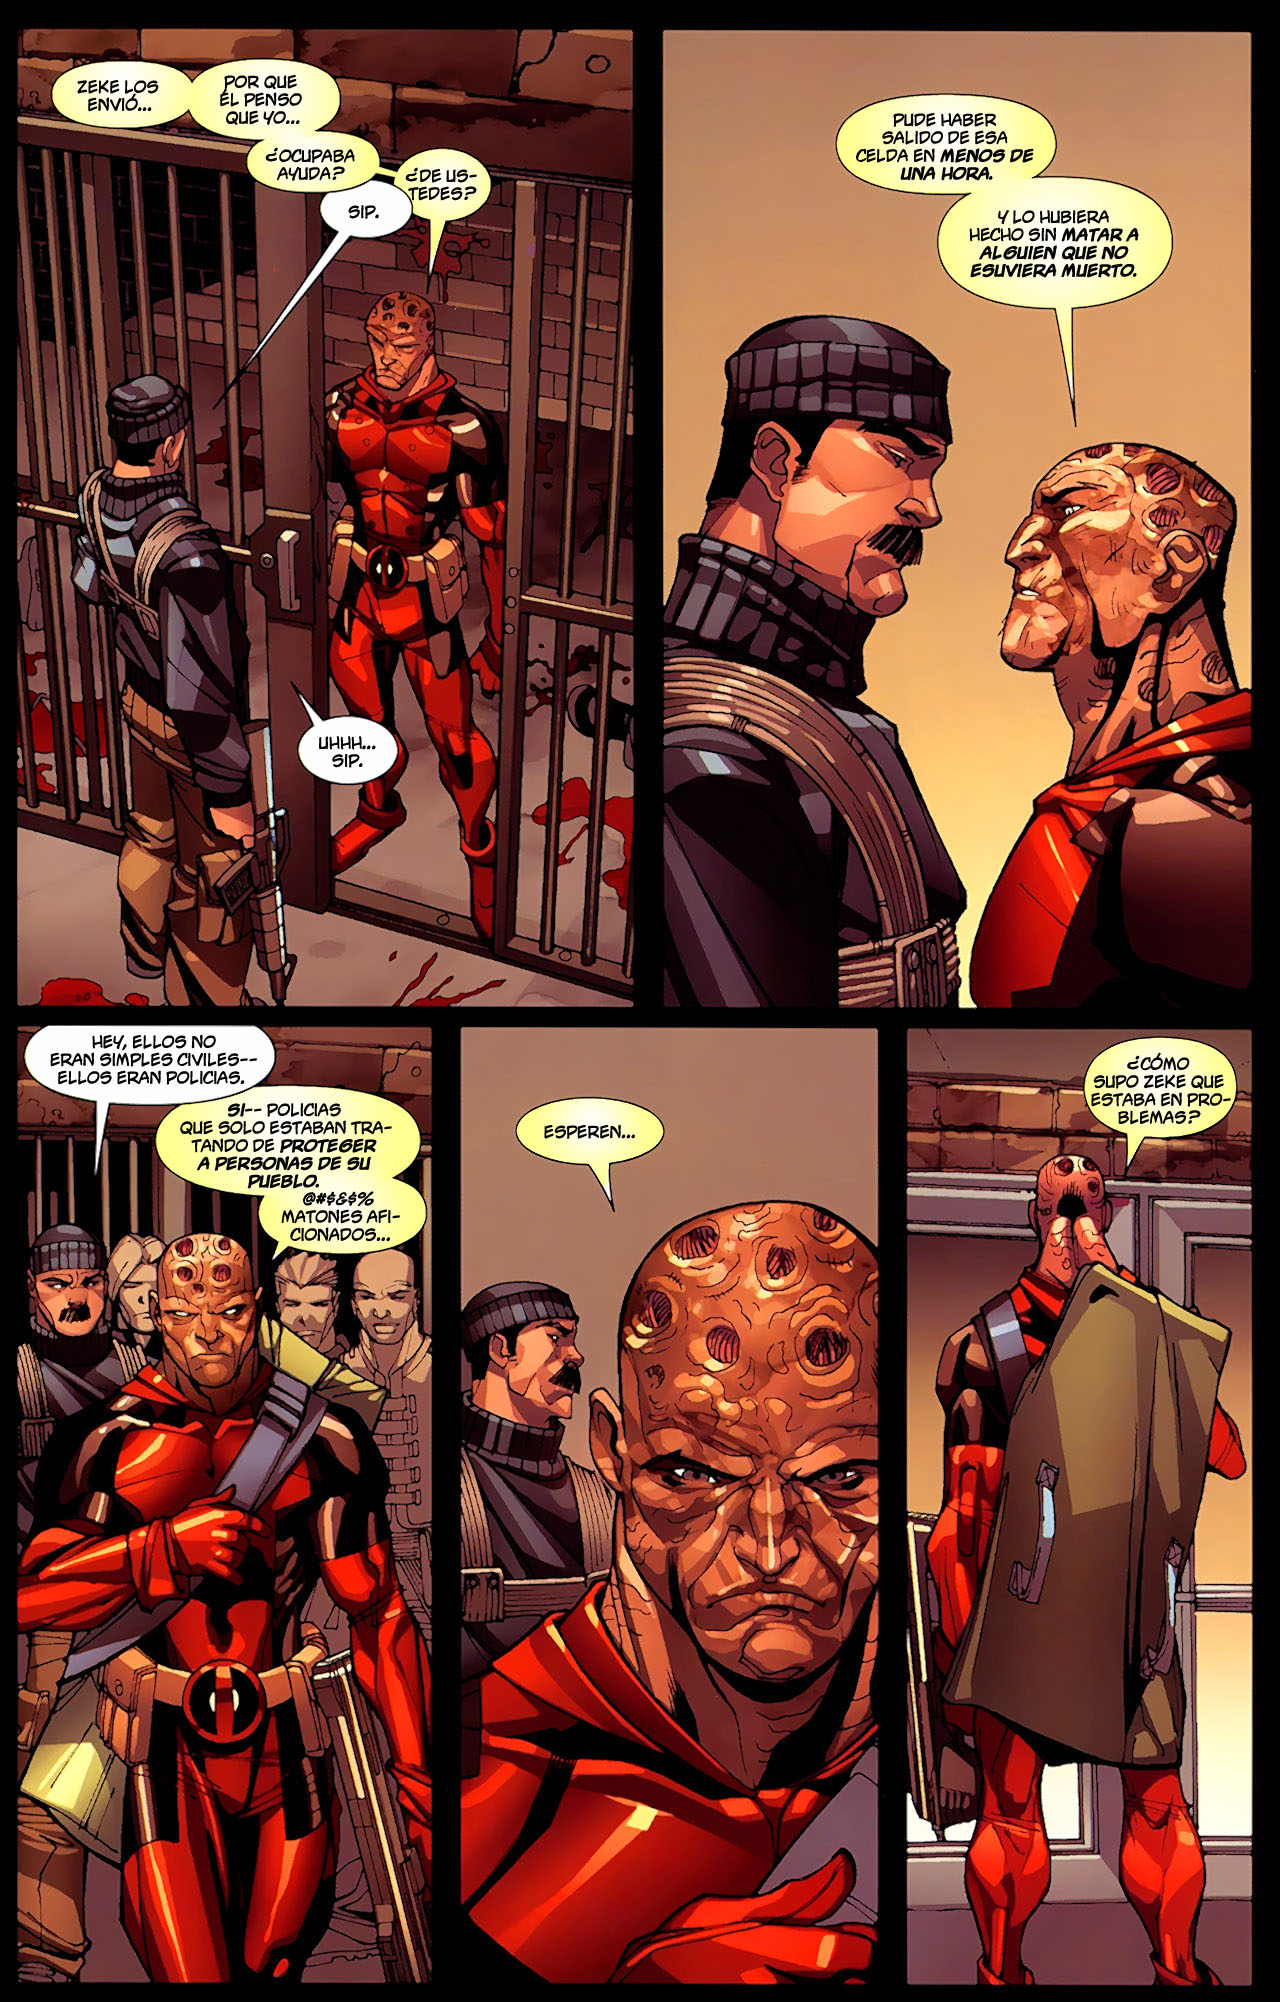 ZEKE LOS
ENVIÓ...
POR QUE
ÉL PENSO
QUE YO...
¿OCUPABA
AYUDA?
¿DE US-
TEDES?
SIP.
UHHH...
SIP.
PUDE HABER
SALIDO DE ESA
CELDA EN MENOS DE
UNA HORA.
Y LO HUBIERA
HECHO SIN MATAR A
ALGUIEN QUE NO
ESUVIERA MUERTO.
HEY, ELLOS NO
ERAN SIMPLES CIVILES--
ELLOS ERAN POLICIAS.
SI-- POLICIAS
QUE SOLO ESTABAN TRA-
TANDO DE PROTEGER
A PERSONAS DE SU
PUEBLO.
@#$&$%
MATONES AFI-
CIONADOS...
ESPEREN...
¿CÓMO
SUPO ZEKE QUE
ESTABA EN PRO-
BLEMAS?